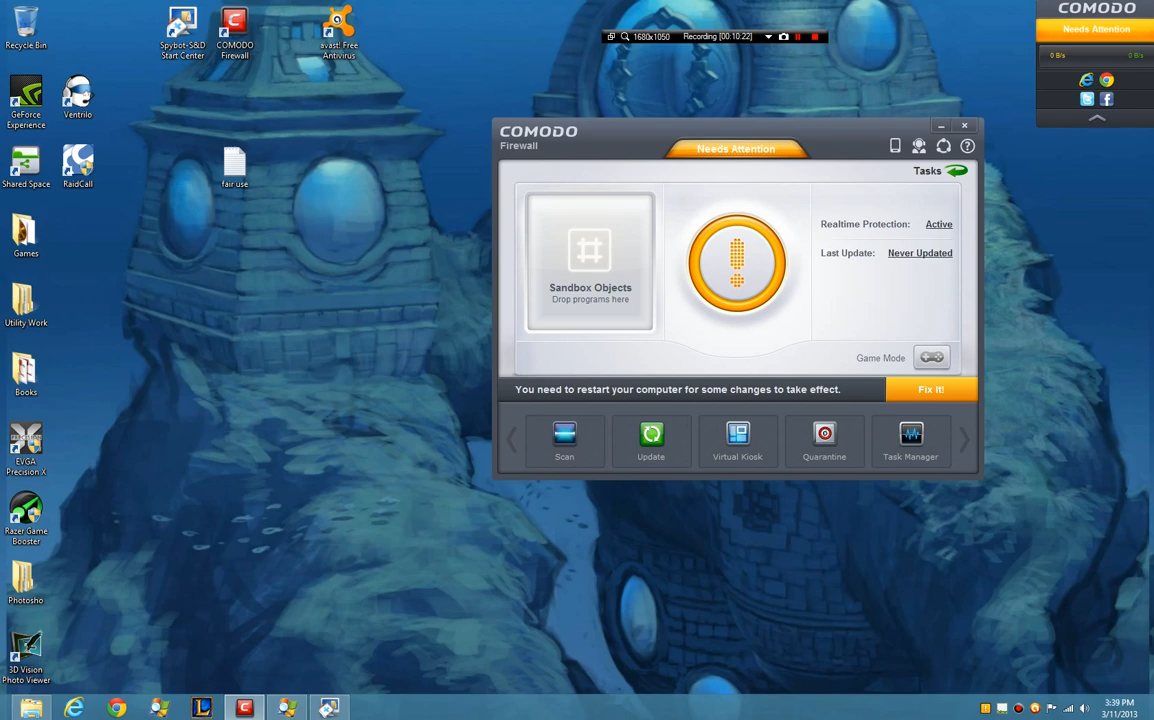 Recycle Bin
Spybot-S&D
Start Center
COMODO
Firewall
avast! Free
Antivirus
1680x1050
Recording [00:10:22]
COMODO
Needs Attention
0 B/s
0 B/s
GeForce
Experience
Ventrilo
COMODO
Firewall
Needs Attention
Tasks
Shared Space
RaidCall
fair use
Sandbox Objects
Drop programs here
Realtime Protection: Active
Last Update: Never Updated
Games
Utility Work
Game Mode
You need to restart your computer for some changes to take effect.
Fix It!
Books
Scan
Update
Virtual Kiosk
Quarantine
Task Manager
EVGA
Precision X
Razer Game
Booster
Photosho
3D Vision
Photo Viewer
3:39 PM
3/11/2013